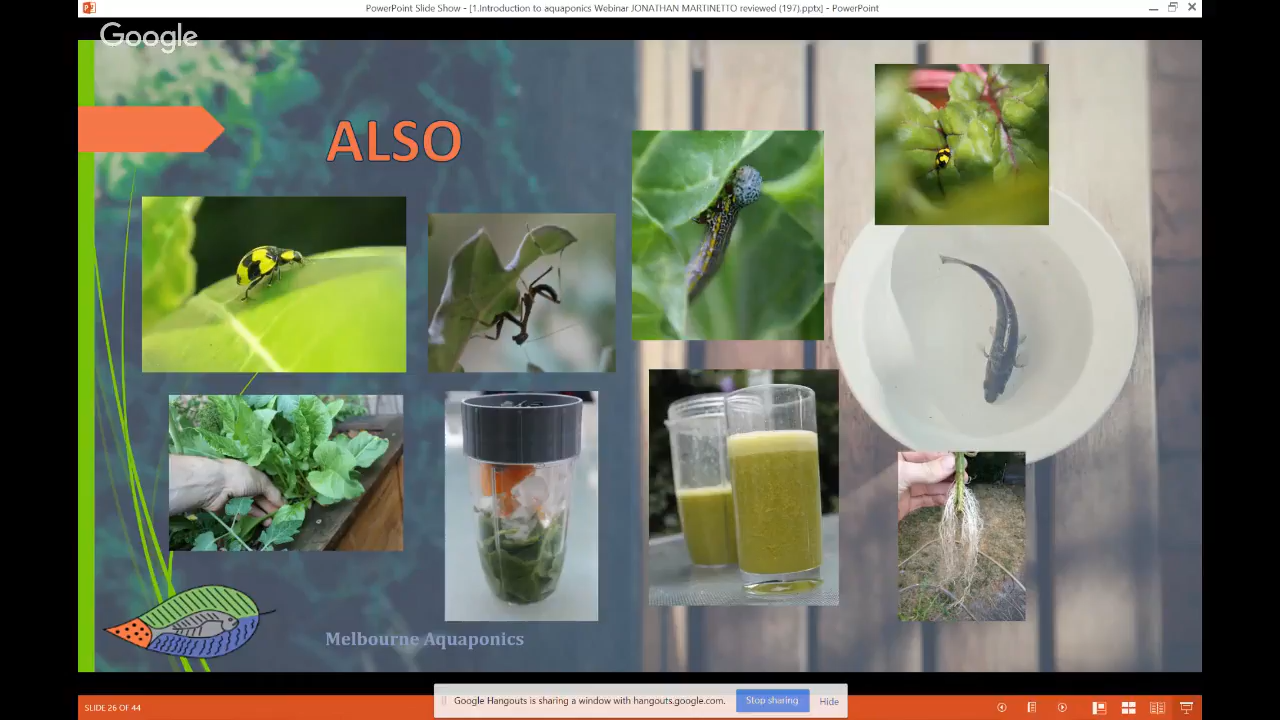 PowerPoint Slide Show - [1.Introduction to aquaponics Webinar JONATHAN MARTINETTO reviewed (197).pptx] - PowerPoint
Google
ALSO
Melbourne Aquaponics
Google Hangouts is sharing a window with hangouts.google.com.
Stop sharing
Hide
SLIDE 26 OF 44